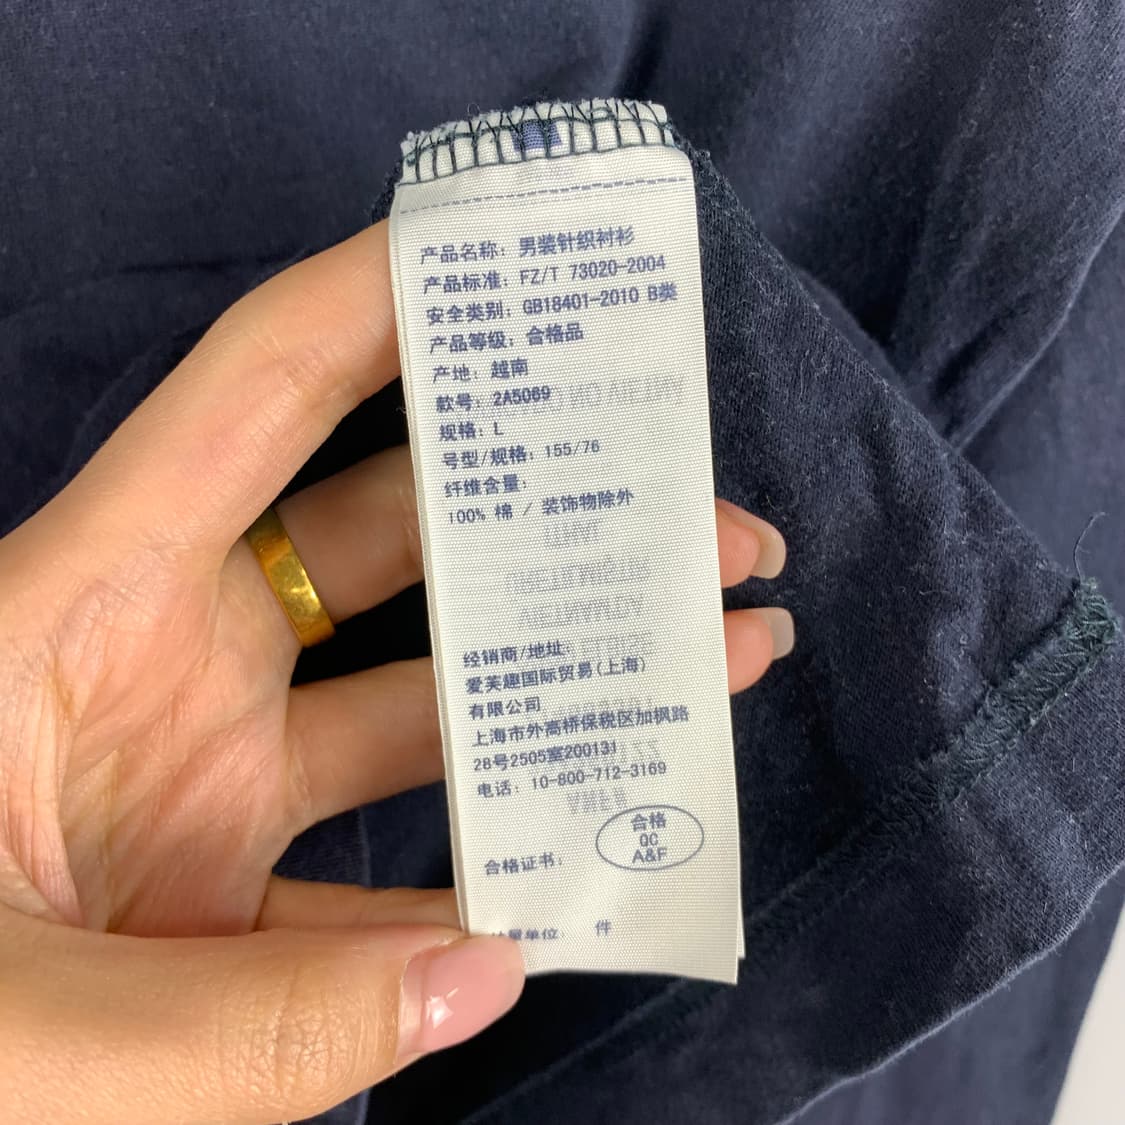 产品名称: 男装针织衬衫
产品标准: FZ/T 73020-2004
安全类别: GB18401-2010 B类
产品等级: 合格品
产地: 越南
款号: 2A5069
规格: L
号型/规格: 155/76
纤维含量:
100% 棉 / 装饰物除外
经销商/地址:
爱芙趣国际贸易(上海)
有限公司
上海市外高桥保税区加枫路
28号2505室200131
电话: 10-800-712-3169
合格
QC
A&F
合格证书:
量单位: 件